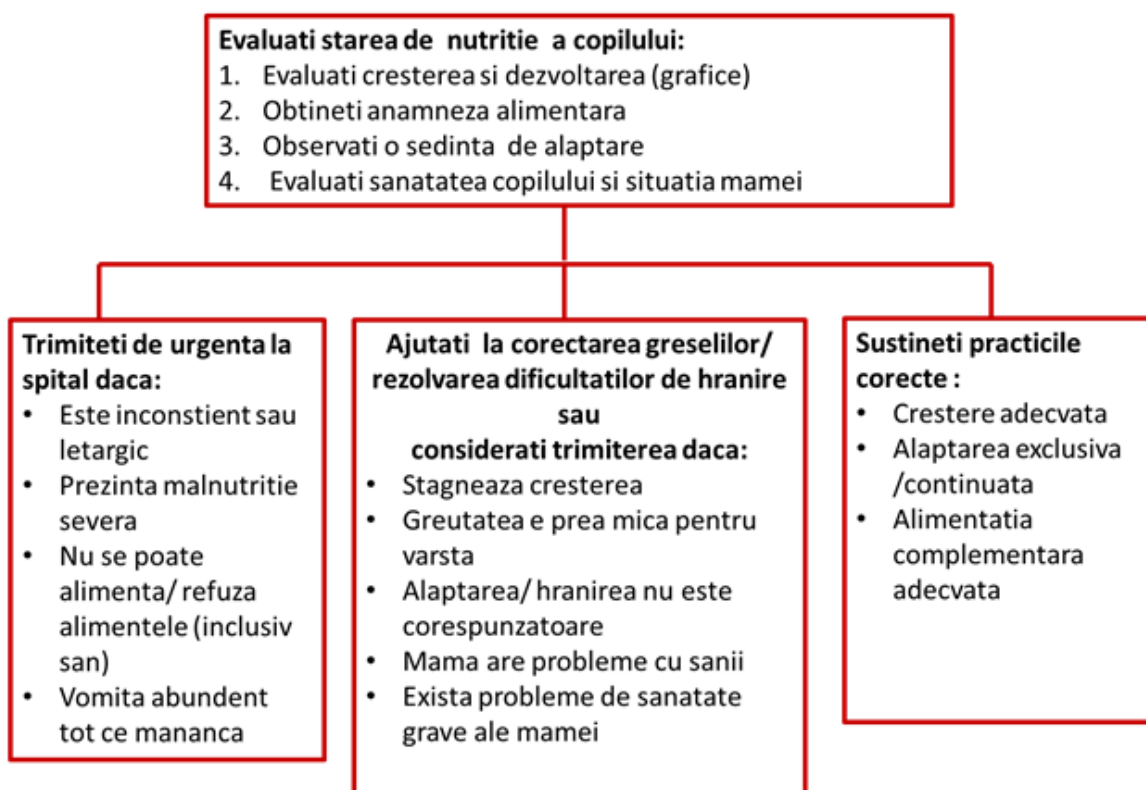 Evaluati starea de nutritie a copilului:
1. Evaluati cresterea si dezvoltarea (grafice)
2. Obtineti anamneza alimentara
3. Observati o sedinta de alaptare
4. Evaluati sanatatea copilului si situatia mamei
Trimiteti de urgenta la
spital daca:
• Este inconstient sau
letargic
• Prezinta malnutritie
severa
• Nu se poate
alimenta/ refuza
alimentele (inclusiv
san)
• Vomita abundent
tot ce mananca
Ajutati la corectarea greselilor/
rezolvarea dificultatilor de hranire
sau
considerati trimiterea daca:
• Stagneaza cresterea
• Greutatea e prea mica pentru
varsta
• Alaptarea/ hranirea nu este
corespunzatoare
• Mama are probleme cu sanii
• Exista probleme de sanatate
grave ale mamei
Sustineti practicile
corecte :
• Crestere adecvata
• Alaptarea exclusiva
/continuata
• Alimentatia
complementara
adecvata